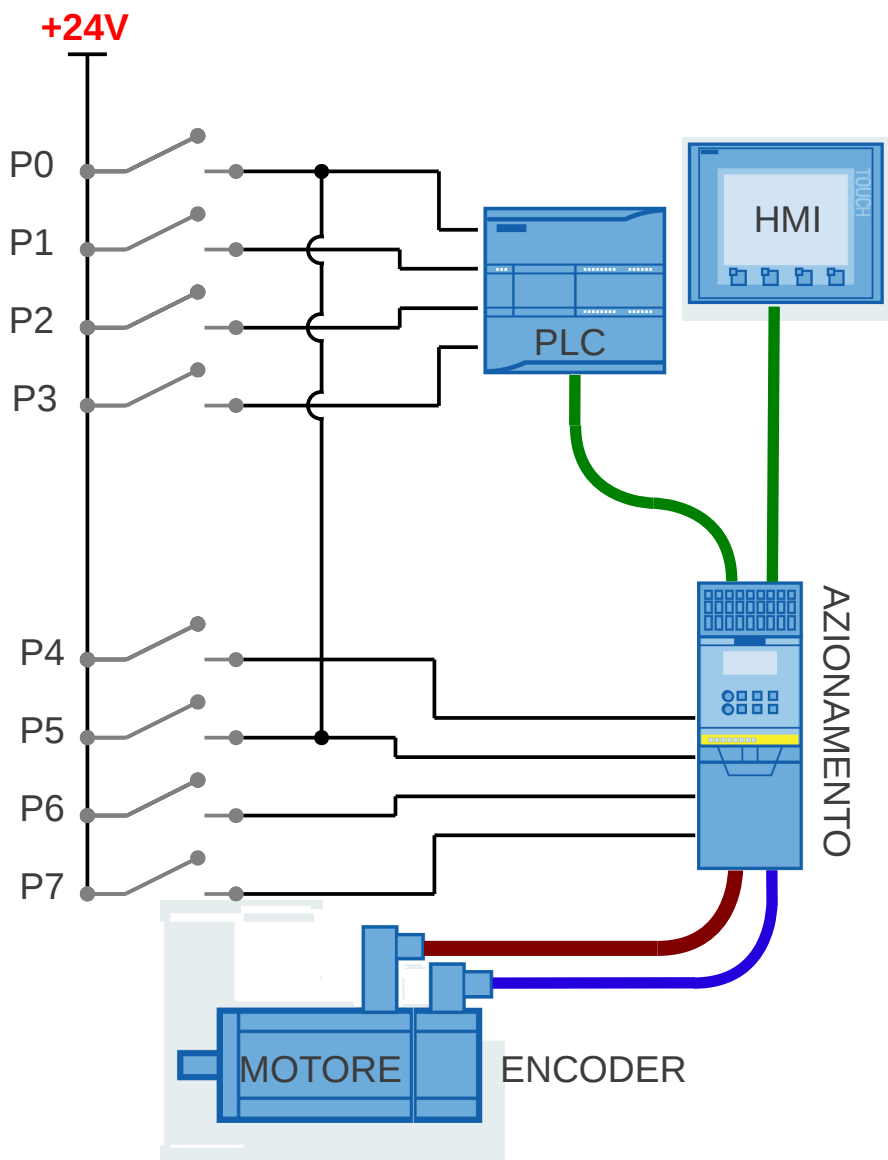 +24V
P0
P1
P2
P3
TOUCH
HMI
PLC
P4
P5
P6
P7
AZIONAMENTO
MOTORE
ENCODER